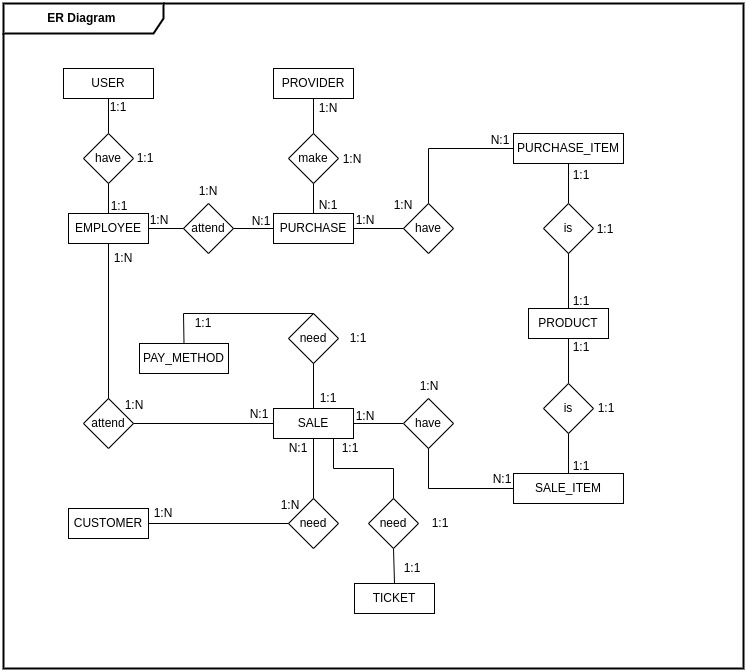 ER Diagram
USER
PROVIDER
1:1
1:N
N:1
PURCHASE_ITEM
have
1:1
make
1:N
1:1
1:N
1:N
1:1
N:1
EMPLOYEE
1:N
attend
N:1
PURCHASE
1:N
have
is
1:1
1:N
1:1
PRODUCT
1:1
1:1
need
1:1
PAY_METHOD
1:1
1:N
1:N
N:1
SALE
1:N
is
1:1
attend
have
N:1
1:1
1:1
N:1
SALE_ITEM
1:N
CUSTOMER
1:N
need
need
1:1
1:1
TICKET